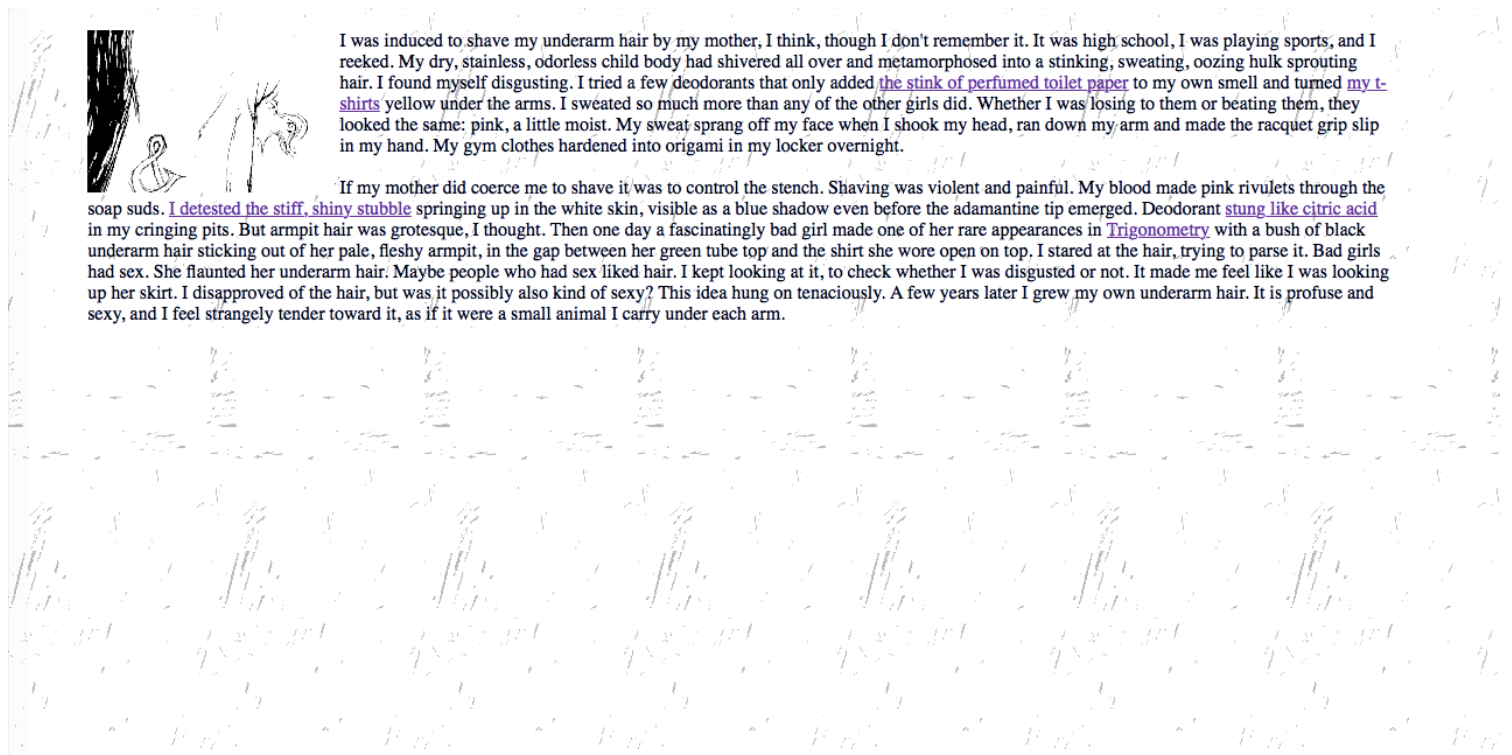 I was induced to shave my underarm hair by my mother, I think, though I don't remember it. It was high school, I was playing sports, and I
reeked. My dry, stainless, odorless child body had shivered all over and metamorphosed into a stinking, sweating, oozing hulk sprouting
hair. I found myself disgusting. I tried a few deodorants that only added the stink of perfumed toilet paper to my own smell and turned my t-
shirts yellow under the arms. I sweated so much more than any of the other girls did. Whether I was losing to them or beating them, they
looked the same: pink, a little moist. My sweat sprang off my face when I shook my head, ran down my arm and made the racquet grip slip
in my hand. My gym clothes hardened into origami in my locker overnight.
&
If my mother did coerce me to shave it was to control the stench. Shaving was violent and painful. My blood made pink rivulets through the
soap suds. I detested the stiff, shiny stubble springing up in the white skin, visible as a blue shadow even before the adamantine tip emerged. Deodorant stung like citric acid
in my cringing pits. But armpit hair was grotesque, I thought. Then one day a fascinatingly bad girl made one of her rare appearances in Trigonometry with a bush of black
underarm hair sticking out of her pale, fleshy armpit, in the gap between her green tube top and the shirt she wore open on top. I stared at the hair, trying to parse it. Bad girls
had sex. She flaunted her underarm hair. Maybe people who had sex liked hair. I kept looking at it, to check whether I was disgusted or not. It made me feel like I was looking
up her skirt. I disapproved of the hair, but was it possibly also kind of sexy? This idea hung on tenaciously. A few years later I grew my own underarm hair. It is profuse and
sexy, and I feel strangely tender toward it, as if it were a small animal I carry under each arm.